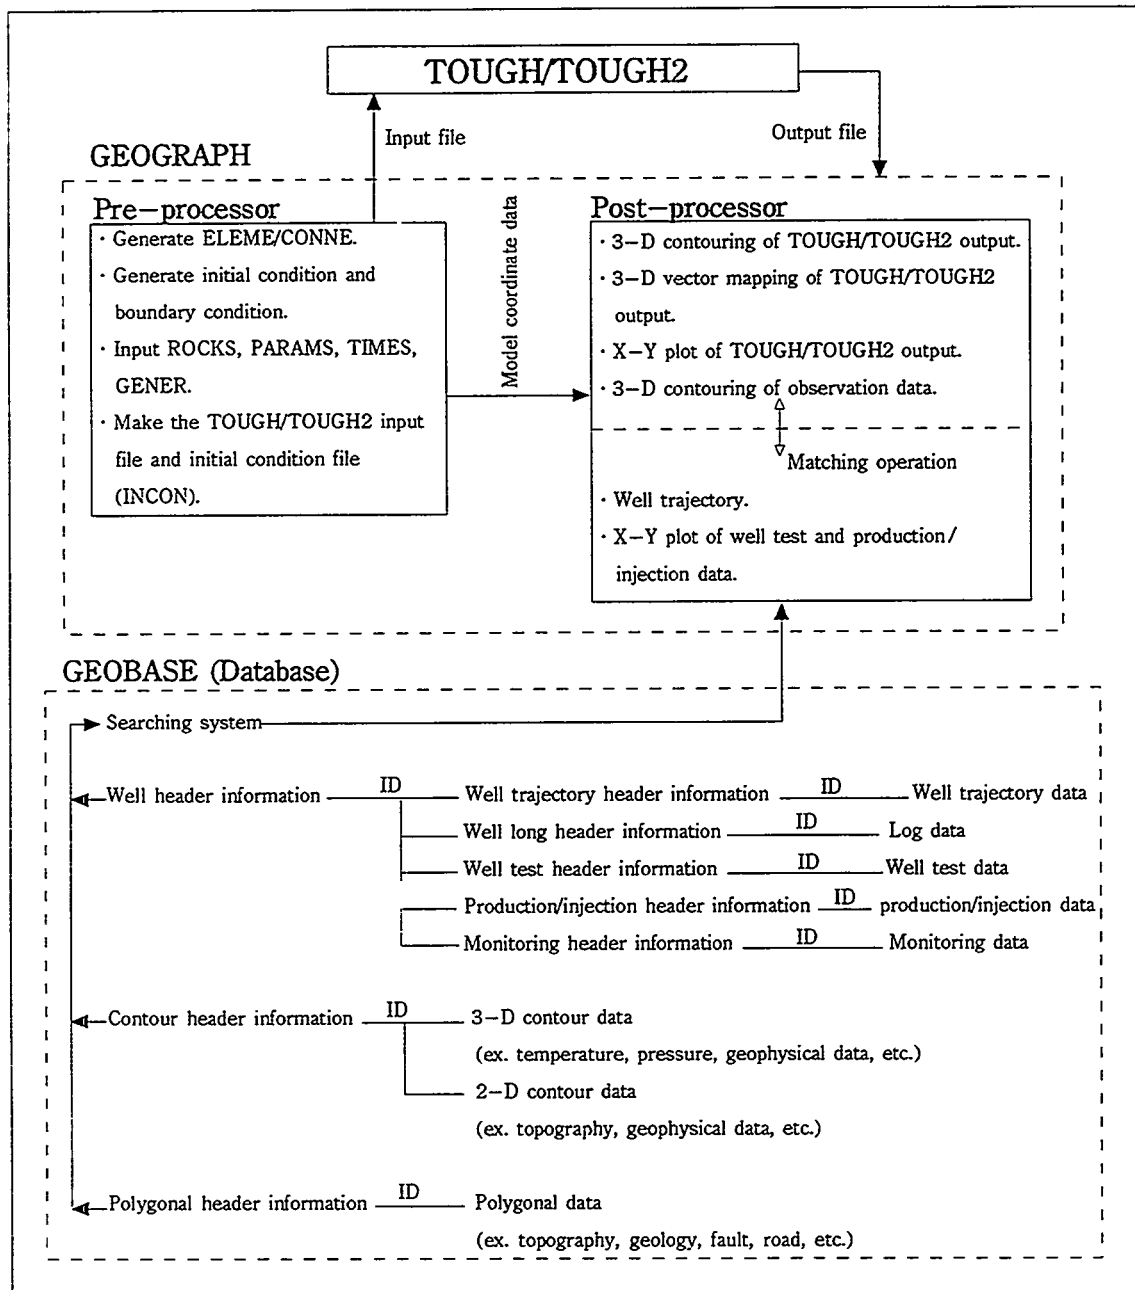 TOUGH/TOUGH2
Input file
Output file
GEOGRAPH
Pre-processor
· Generate ELEME/CONNE.
· Generate initial condition and
boundary condition.
· Input ROCKS, PARAMS, TIMES,
GENER.
· Make the TOUGH/TOUGH2 input
file and initial condition file
(INCON).
Model coordinate data
Post-processor
· 3-D contouring of TOUGH/TOUGH2 output.
· 3-D vector mapping of TOUGH/TOUGH2
output.
· X-Y plot of TOUGH/TOUGH2 output.
· 3-D contouring of observation data.
Matching operation
· Well trajectory.
· X-Y plot of well test and production/
injection data.
GEOBASE (Database)
Searching system
Well header information ID Well trajectory header information ID Well trajectory data
Well long header information ID Log data
Well test header information ID Well test data
Production/injection header information ID production/injection data
Monitoring header information ID Monitoring data
Contour header information ID 3-D contour data
(ex. temperature, pressure, geophysical data, etc.)
2-D contour data
(ex. topography, geophysical data, etc.)
Polygonal header information ID Polygonal data
(ex. topography, geology, fault, road, etc.)